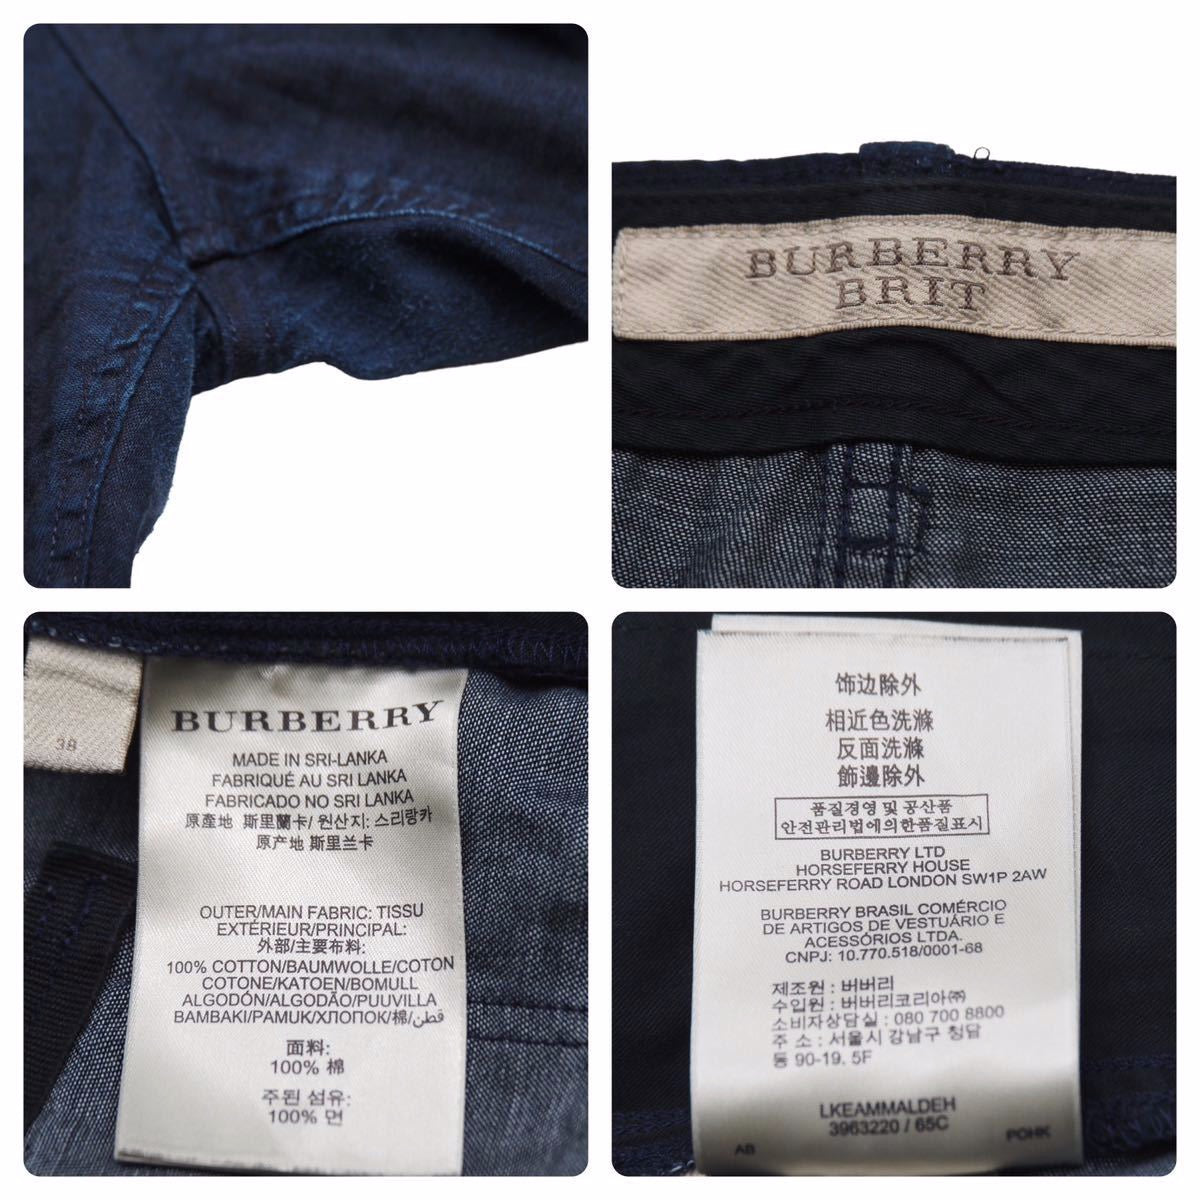 BURBERRY
BRIT
38
BURBERRY
MADE IN SRI-LANKA
FABRIQUÉ AU SRI LANKA
FABRICADO NO SRI LANKA
原產地 斯里蘭卡/ 원산지: 스리랑카
原产地 斯里兰卡
OUTER/MAIN FABRIC: TISSU
EXTÉRIEUR/PRINCIPAL:
外部/主要布料:
100% COTTON/BAUMWOLLE/COTON
COTONE/KATOEN/BOMULL
ALGODÓN/ALGODÃO/PUUVILLA
BAMBAKI/PAMUK/ХЛОПОК/棉/قطن
面料:
100% 棉
주된 섬유:
100% 면
饰边除外
相近色洗滌
反面洗滌
飾邊除外
품질경영 및 공산품
안전관리법에의한품질표시
BURBERRY LTD
HORSEFERRY HOUSE
HORSEFERRY ROAD LONDON SW1P 2AW
BURBERRY BRASIL COMÉRCIO
DE ARTIGOS DE VESTUÁRIO E
ACESSÓRIOS LTDA.
CNPJ: 10.770.518/0001-68
제조원 : 버버리
수입원 : 버버리코리아㈜
소비자상담실 : 080 700 8800
주 소 : 서울시 강남구 청담
동 90-19. 5F
LKEAMMALDEH
3963220 / 65C
AB POHK